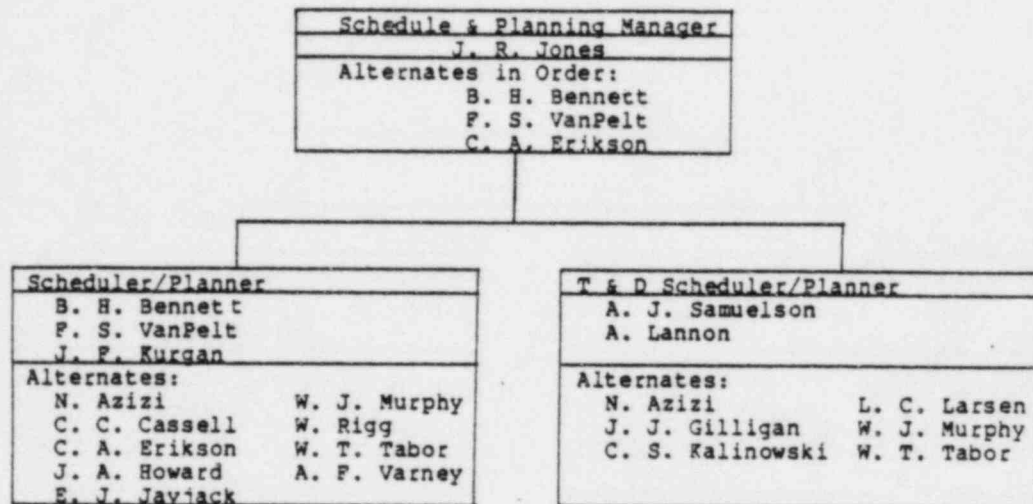 Schedule & Planning Manager
J. R. Jones
Alternates in Order:
B. H. Bennett
F. S. VanPelt
C. A. Erikson
Scheduler/Planner
B. H. Bennett
F. S. VanPelt
J. F. Kurgan
Alternates:
N. Azizi W. J. Murphy
C. C. Cassell W. Rigg
C. A. Erikson W. T. Tabor
J. A. Howard A. F. Varney
E. J. Jayjack
T & D Scheduler/Planner
A. J. Samuelson
A. Lannon
Alternates:
N. Azizi L. C. Larsen
J. J. Gilligan W. J. Murphy
C. S. Kalinowski W. T. Tabor